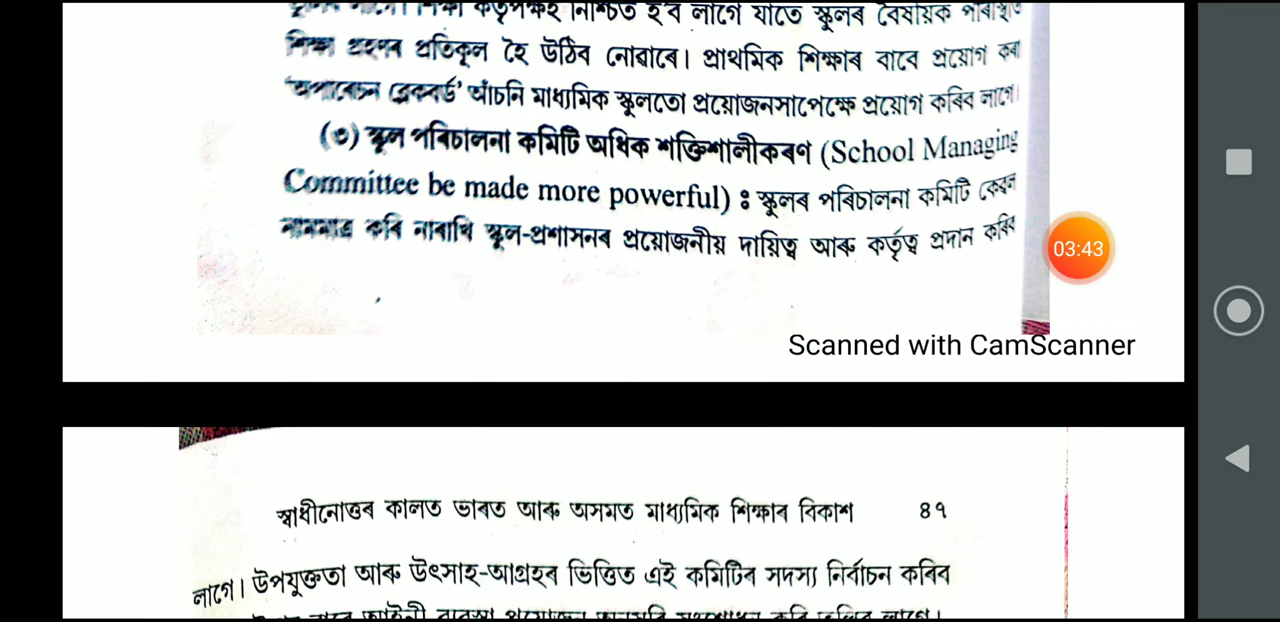 কৰ্তৃপক্ষই নিশ্চিত হ'ব লাগে যাতে স্কুলৰ বৈষয়িক
শিক্ষা গ্ৰহণৰ প্ৰতিকূল হৈ উঠিব নোৱাৰে। প্ৰাথমিক শিক্ষাৰ বাবে প্ৰয়োগ কৰা
আঁচনি মাধ্যমিক স্কুলতো প্ৰয়োজনসাপেক্ষে প্ৰয়োগ কৰিব লাগে।
(৩) স্কুল পৰিচালনা কমিটি অধিক শক্তিশালীকৰণ (School Managing
Committee be made more powerful) : স্কুলৰ পৰিচালনা কমিটি কেৱল
নামমাত্ৰ কৰি নাৰাখি স্কুল-প্ৰশাসনৰ প্ৰয়োজনীয় দায়িত্ব আৰু কৰ্তৃত্ব প্ৰদান কৰিব
03:43
Scanned with CamScanner
স্বাধীনোত্তৰ কালত ভাৰত আৰু অসমত মাধ্যমিক শিক্ষাৰ বিকাশ ৪৭
লাগে। উপযুক্ততা আৰু উৎসাহ-আগ্ৰহৰ ভিত্তিত এই কমিটিৰ সদস্য নিৰ্বাচন কৰিব